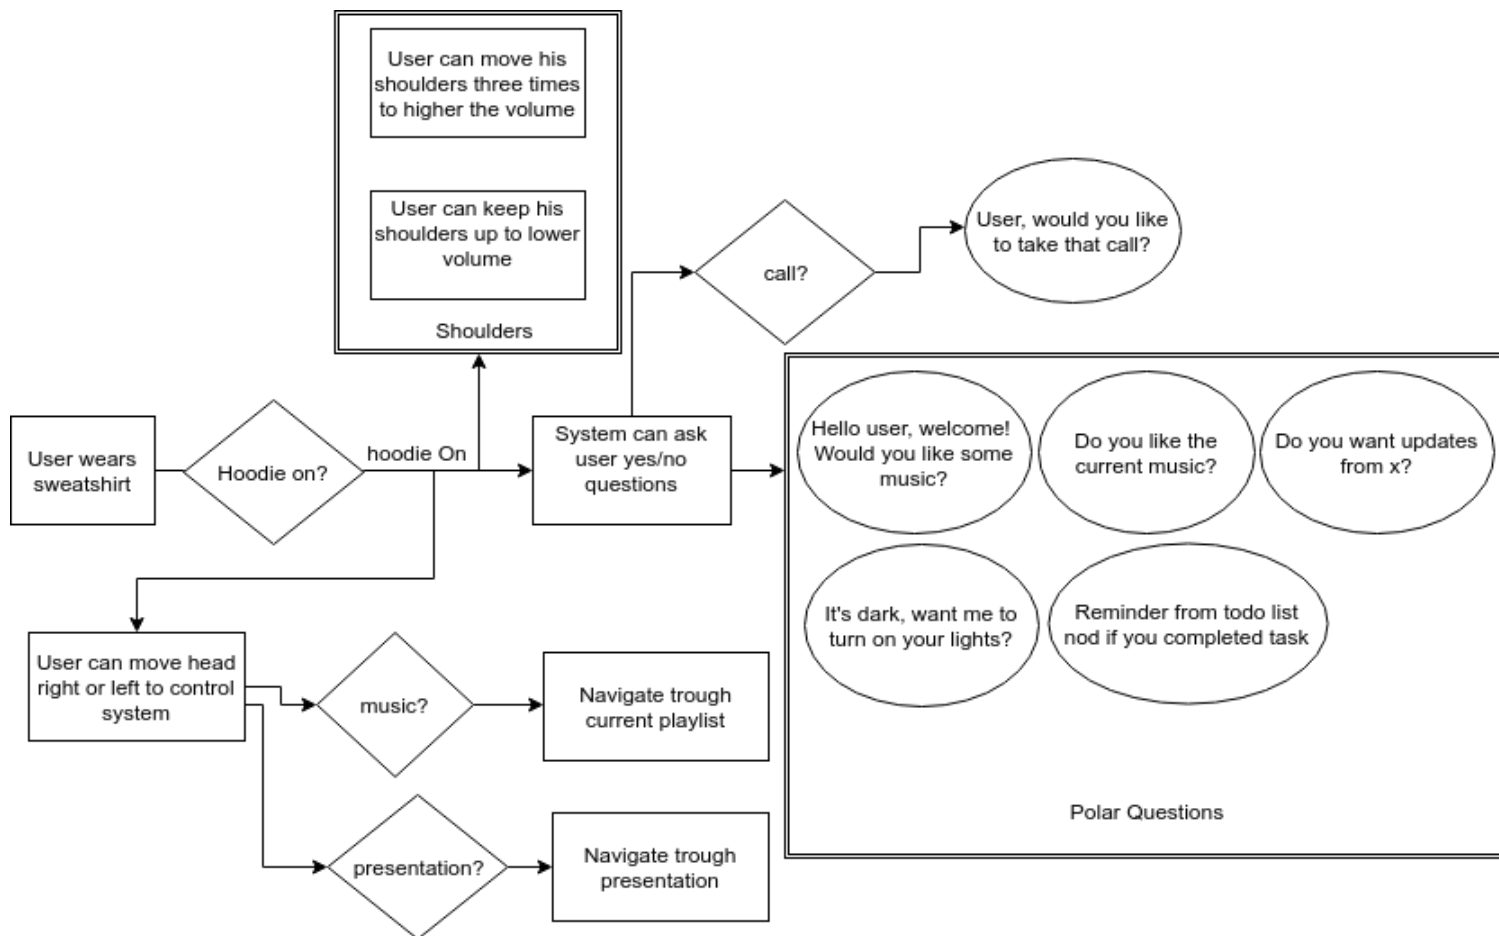 User can move his
shoulders three times
to higher the volume
User can keep his
shoulders up to lower
volume
Shoulders
call?
User, would you like
to take that call?
User wears
sweatshirt
Hoodie on?
hoodie On
System can ask
user yes/no
questions
Hello user, welcome!
Would you like some
music?
Do you like the
current music?
Do you want updates
from x?
It's dark, want me to
turn on your lights?
Reminder from todo list
nod if you completed task
Polar Questions
User can move head
right or left to control
system
music?
Navigate trough
current playlist
presentation?
Navigate trough
presentation